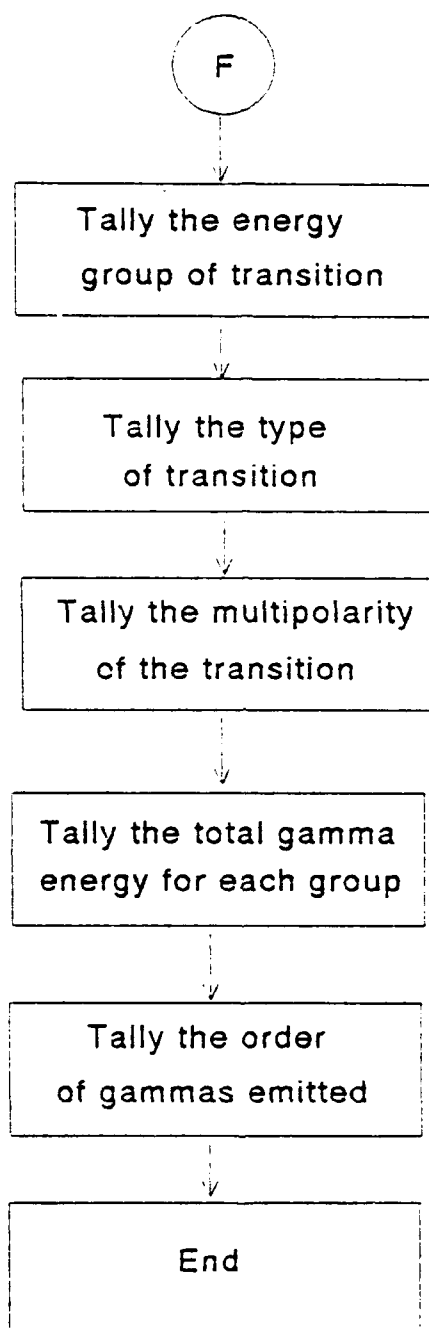 F
Tally the energy
group of transition
Tally the type
of transition
Tally the multipolarity
of the transition
Tally the total gamma
energy for each group
Tally the order
of gammas emitted
End